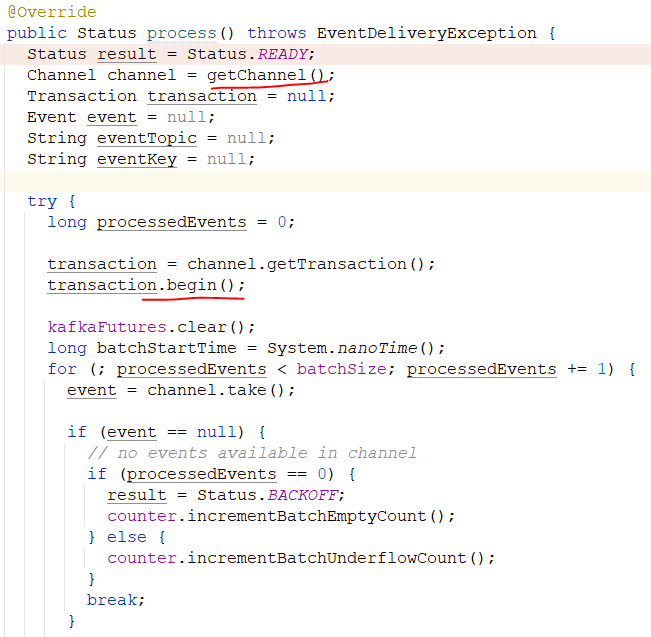 @Override
public Status process() throws EventDeliveryException {
  Status result = Status.READY;
  Channel channel = getChannel();
  Transaction transaction = null;
  Event event = null;
  String eventTopic = null;
  String eventKey = null;

  try {
    long processedEvents = 0;

    transaction = channel.getTransaction();
    transaction.begin();

    kafkaFutures.clear();
    long batchStartTime = System.nanoTime();
    for (; processedEvents < batchSize; processedEvents += 1) {
      event = channel.take();

      if (event == null) {
        // no events available in channel
        if (processedEvents == 0) {
          result = Status.BACKOFF;
          counter.incrementBatchEmptyCount();
        } else {
          counter.incrementBatchUnderflowCount();
        }
        break;
      }